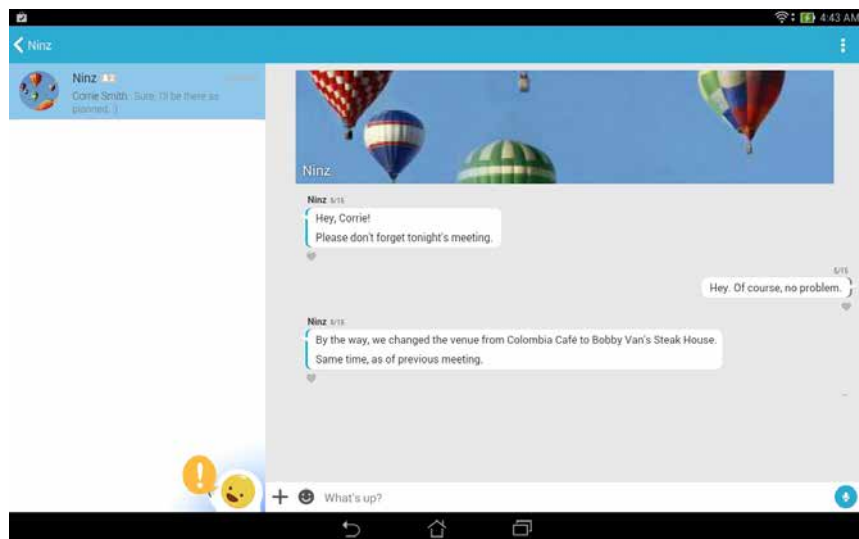 4:43 AM
Ninz
Ninz
Corrie Smith: Sure, I'll be there as
planned. :)
Ninz
Ninz 5/15
Hey, Corrie!
Please don't forget tonight's meeting.
5/15
Hey. Of course, no problem.
Ninz 5/15
By the way, we changed the venue from Colombia Café to Bobby Van's Steak House.
Same time, as of previous meeting.
What's up?